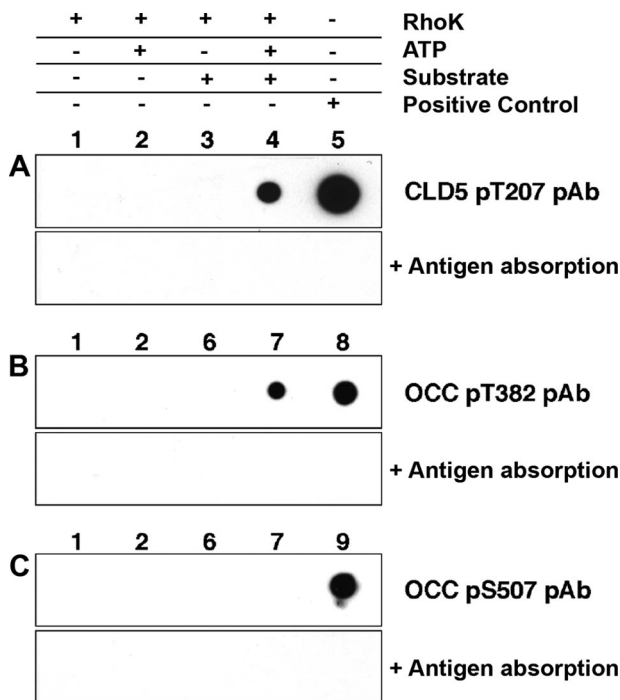 + + + + - RhoK
- + - + - ATP
- - + + - Substrate
- - - - + Positive Control
1 2 3 4 5
A CLD5 pT207 pAb
+ Antigen absorption
1 2 6 7 8
B OCC pT382 pAb
+ Antigen absorption
1 2 6 7 9
C OCC pS507 pAb
+ Antigen absorption